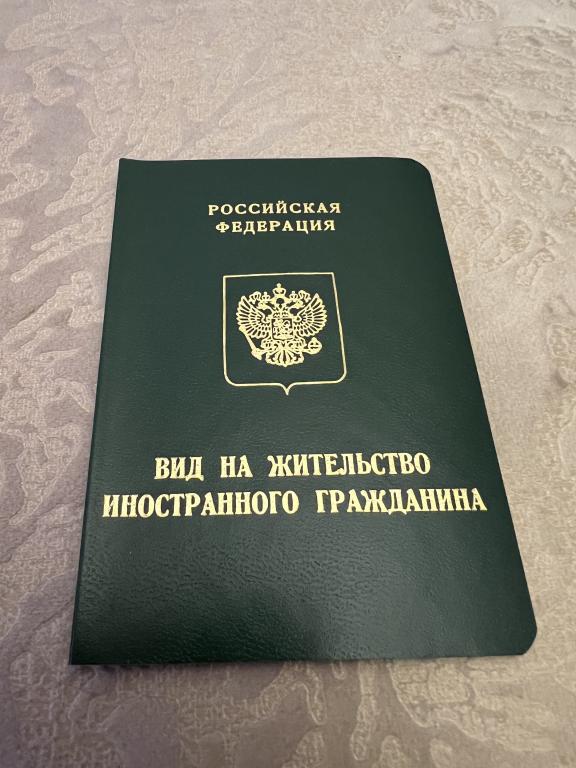 РОССИЙСКАЯ
ФЕДЕРАЦИЯ
ВИД НА ЖИТЕЛЬСТВО
ИНОСТРАННОГО ГРАЖДАНИНА